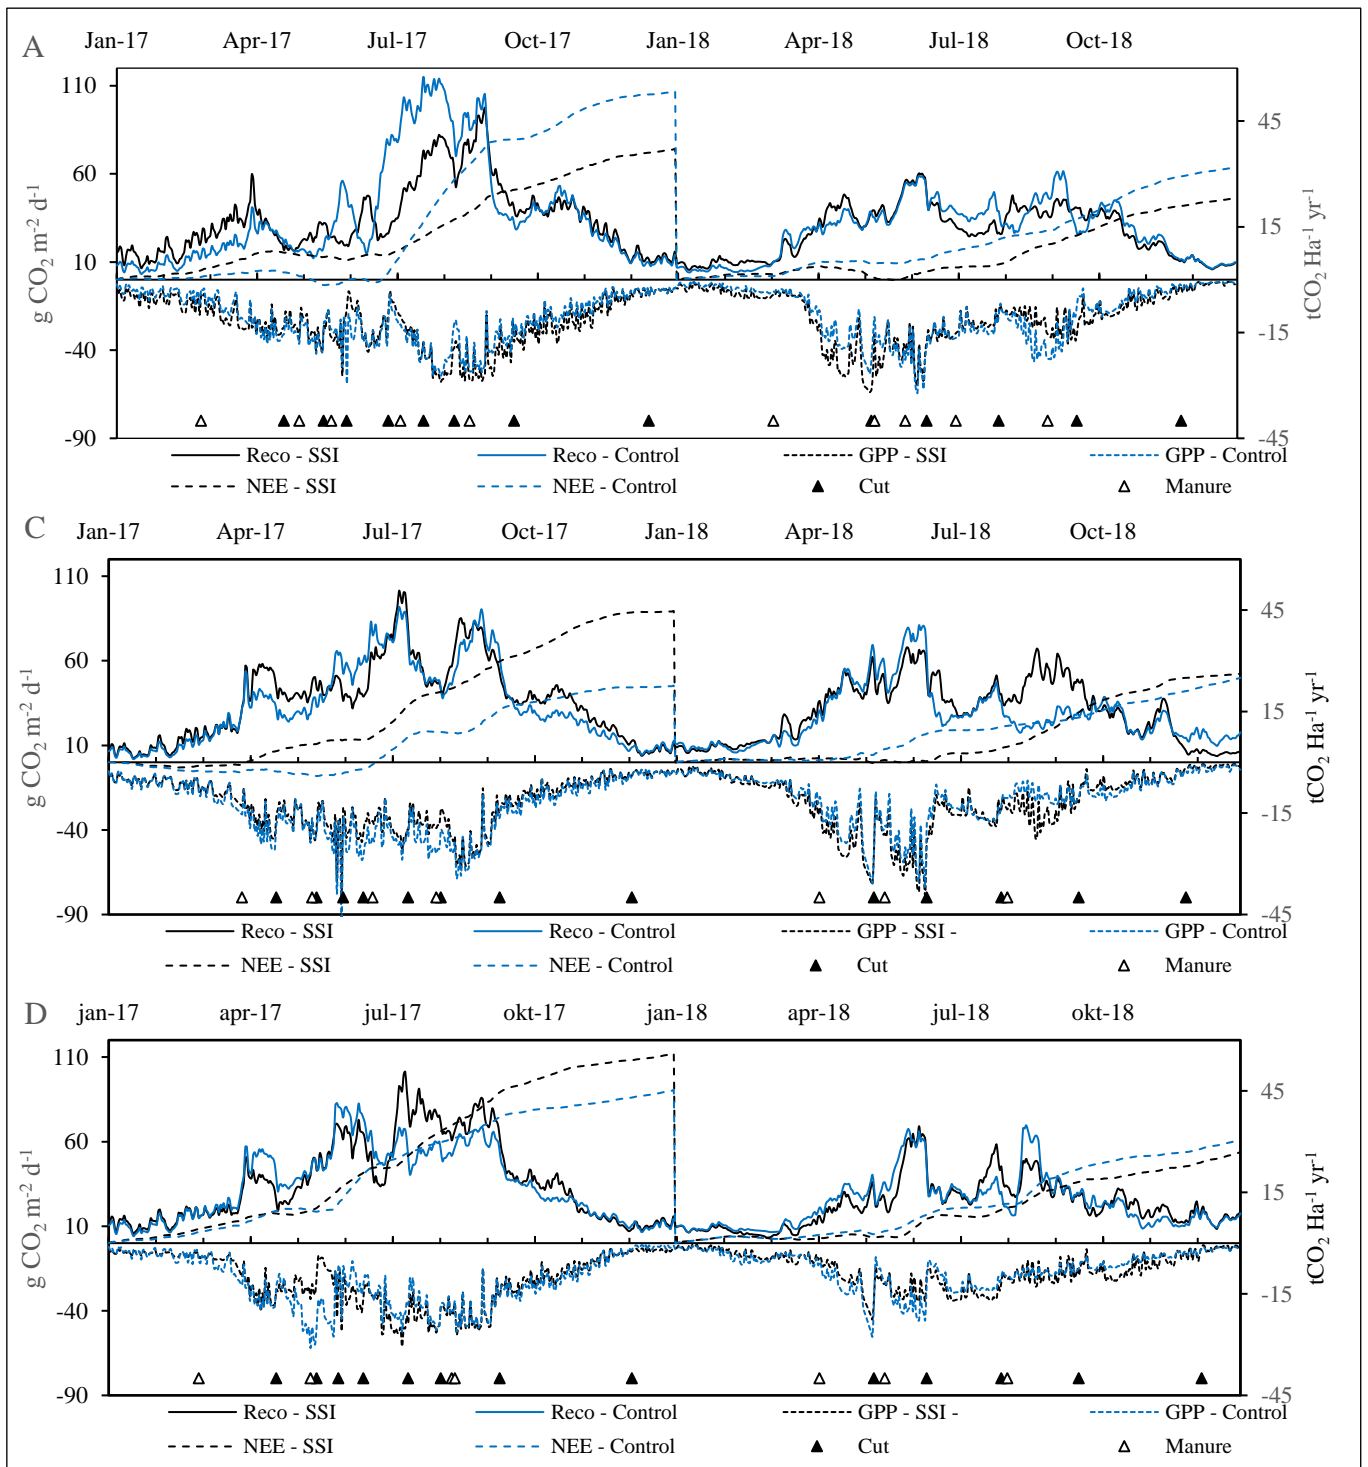 A
Jan-17 Apr-17 Jul-17 Oct-17 Jan-18 Apr-18 Jul-18 Oct-18
110
60
10
-40
-90
g CO2 m-2 d-1
45
15
-15
-45
tCO2 Ha-1 yr-1
Reco - SSI Reco - Control GPP - SSI GPP - Control
NEE - SSI NEE - Control Cut Manure
C
Jan-17 Apr-17 Jul-17 Oct-17 Jan-18 Apr-18 Jul-18 Oct-18
110
60
10
-40
-90
g CO2 m-2 d-1
45
15
-15
-45
tCO2 Ha-1 yr-1
Reco - SSI Reco - Control GPP - SSI - GPP - Control
NEE - SSI NEE - Control Cut Manure
D
jan-17 apr-17 jul-17 okt-17 jan-18 apr-18 jul-18 okt-18
110
60
10
-40
-90
g CO2 m-2 d-1
45
15
-15
-45
tCO2 Ha-1 yr-1
Reco - SSI Reco - Control GPP - SSI - GPP - Control
NEE - SSI NEE - Control Cut Manure